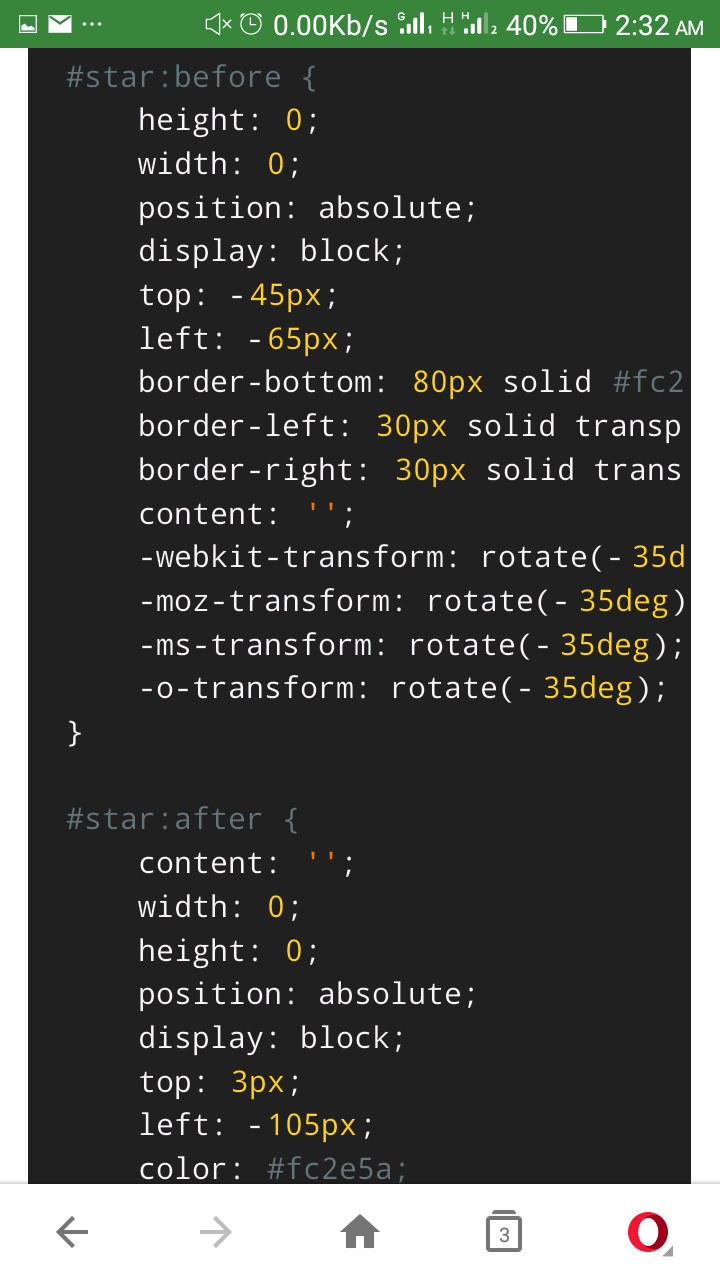 0.00Kb/s G 1 H H 2 40% 2:32 AM
#star:before {
    height: 0;
    width: 0;
    position: absolute;
    display: block;
    top: -45px;
    left: -65px;
    border-bottom: 80px solid #fc2
    border-left: 30px solid transp
    border-right: 30px solid trans
    content: '';
    -webkit-transform: rotate(-35d
    -moz-transform: rotate(-35deg)
    -ms-transform: rotate(-35deg);
    -o-transform: rotate(-35deg);
}
#star:after {
    content: '';
    width: 0;
    height: 0;
    position: absolute;
    display: block;
    top: 3px;
    left: -105px;
    color: #fc2e5a;
3